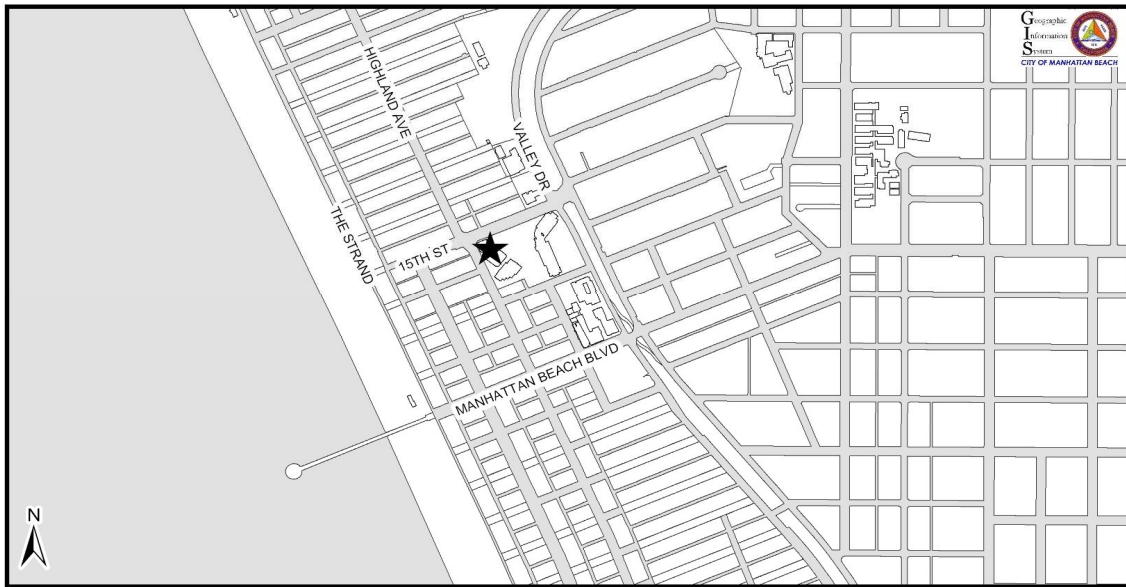 Geographic
Information
System
CITY OF MANHATTAN BEACH
HIGHLAND AVE
VALLEY DR
THE STRAND
15TH ST
MANHATTAN BEACH BLVD
N